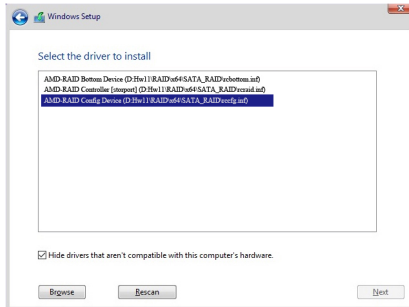 Windows Setup
Select the driver to install
AMD-RAID Bottom Device (D:Hw11\RAID\x64\SATA_RAID\rcbottom.inf)
AMD-RAID Controller [storport] (D:Hw11\RAID\x64\SATA_RAID\rcraid.inf)
AMD-RAID Config Device (D:Hw11\RAID\x64\SATA_RAID\rccfg.inf)
Hide drivers that aren't compatible with this computer's hardware.
Browse Rescan Next